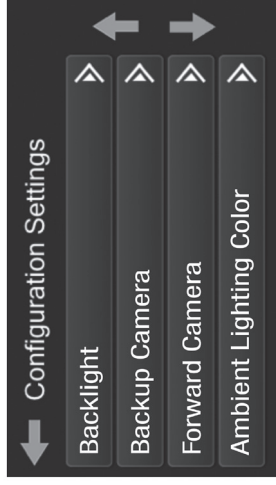 Configuration Settings
Backlight
Backup Camera
Forward Camera
Ambient Lighting Color